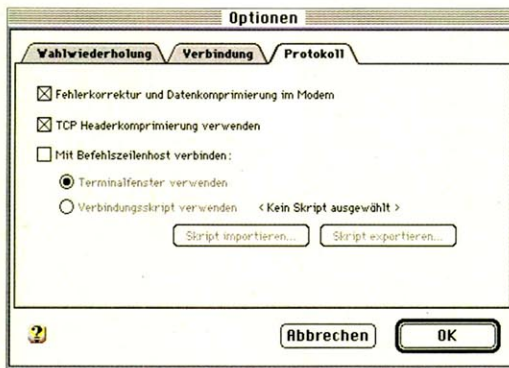 Optionen
Wahlwiederholung Verbindung Protokoll
Fehlerkorrektur und Datenkomprimierung im Modem
TCP Headerkomprimierung verwenden
Mit Befehlszeilenhost verbinden:
Terminalfenster verwenden
Verbindungsskript verwenden <Kein Skript ausgewählt>
Skript importieren... Skript exportieren...
? Abbrechen OK